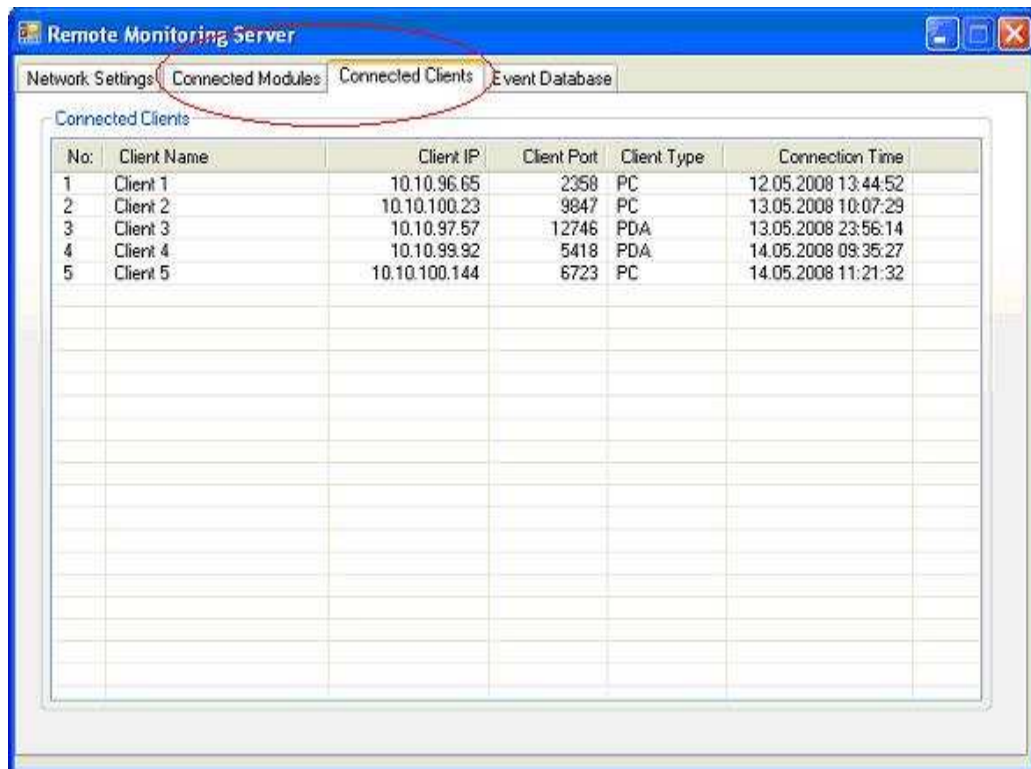 Remote Monitoring Server
Network Settings Connected Modules Connected Clients Event Database
Connected Clients
No: Client Name Client IP Client Port Client Type Connection Time
1 Client 1 10.10.96.65 2358 PC 12.05.2008 13:44:52
2 Client 2 10.10.100.23 9847 PC 13.05.2008 10:07:29
3 Client 3 10.10.97.57 12746 PDA 13.05.2008 23:56:14
4 Client 4 10.10.99.92 5418 PDA 14.05.2008 09:35:27
5 Client 5 10.10.100.144 6723 PC 14.05.2008 11:21:32